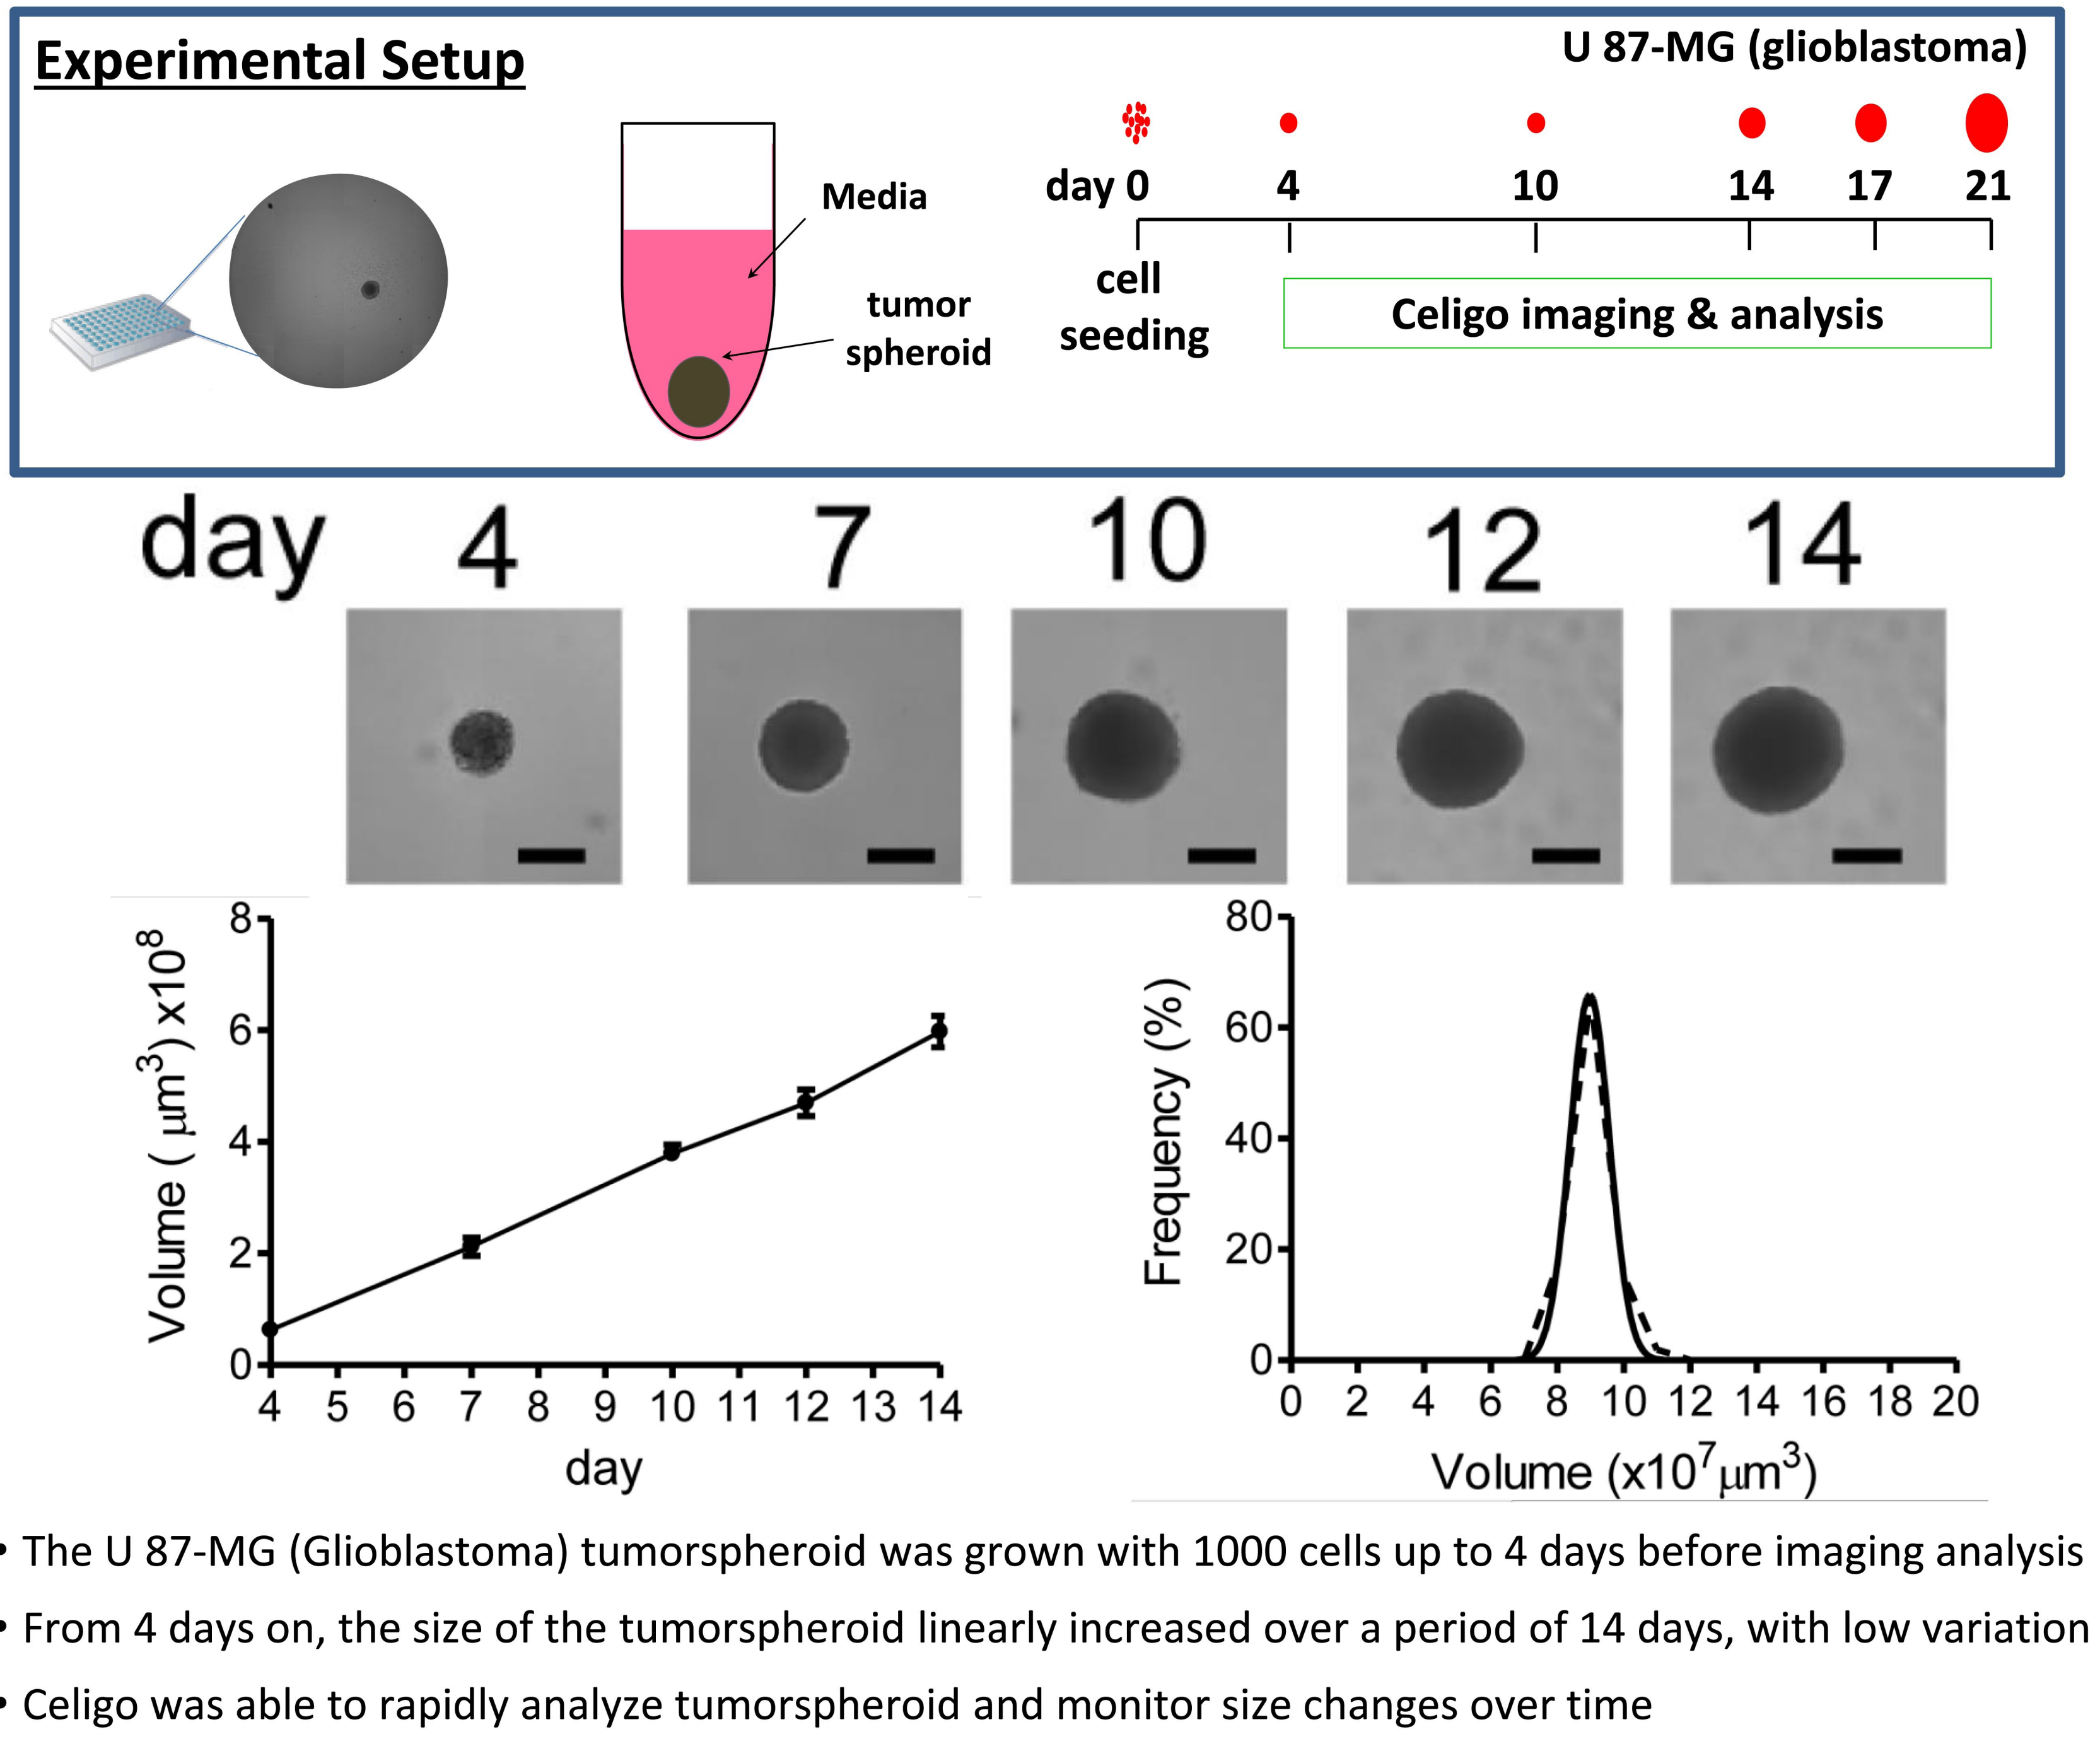 Experimental Setup
U 87-MG (glioblastoma)
Media
tumor
spheroid
day 0 4 10 14 17 21
cell
seeding
Celigo imaging & analysis
day 4 7 10 12 14
Volume ( μm³) x10⁸
8
6
4
2
0
4 5 6 7 8 9 10 11 12 13 14
day
Frequency (%)
80
60
40
20
0
0 2 4 6 8 10 12 14 16 18 20
Volume (x10⁷μm³)
• The U 87-MG (Glioblastoma) tumorspheroid was grown with 1000 cells up to 4 days before imaging analysis
• From 4 days on, the size of the tumorspheroid linearly increased over a period of 14 days, with low variation
• Celigo was able to rapidly analyze tumorspheroid and monitor size changes over time